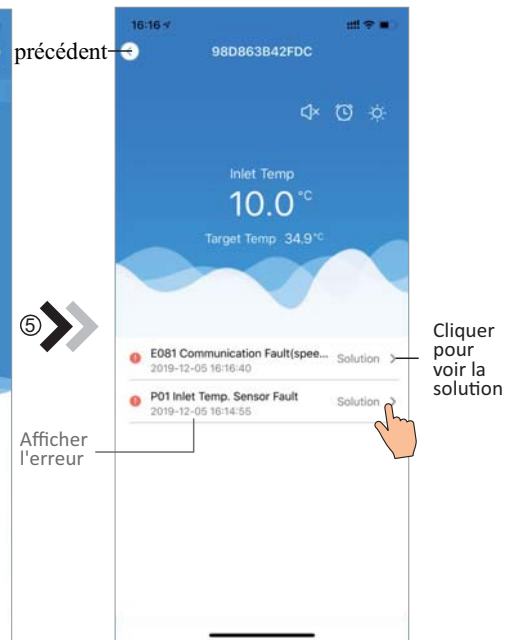 16:16
précédent
98D863B42FDC
Inlet Temp
10.0°C
Target Temp 34.9°C
⑤
E081 Communication Fault(spee... Solution
2019-12-05 16:16:40
P01 Inlet Temp. Sensor Fault Solution
2019-12-05 16:14:55
Cliquer
pour
voir la
solution
Afficher
l'erreur